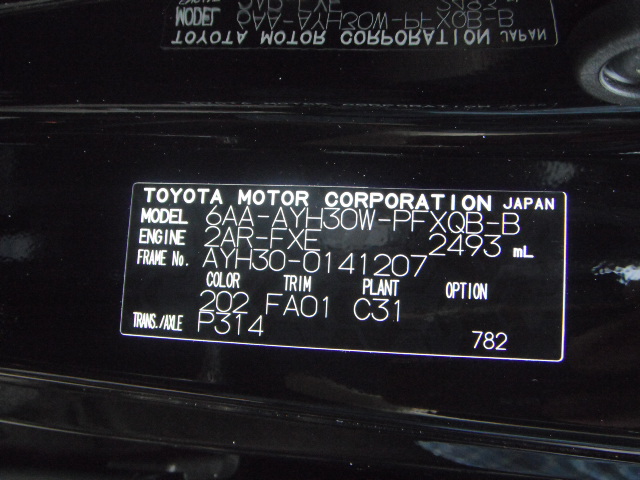 TOYOTA MOTOR CORPORATION JAPAN
MODEL 6AA-AYH30W-PFXQB-B
ENGINE 2AR-FXE 2493 mL
FRAME No. AYH30-0141207
COLOR TRIM PLANT OPTION
202 FA01 C31
TRANS./AXLE P314 782